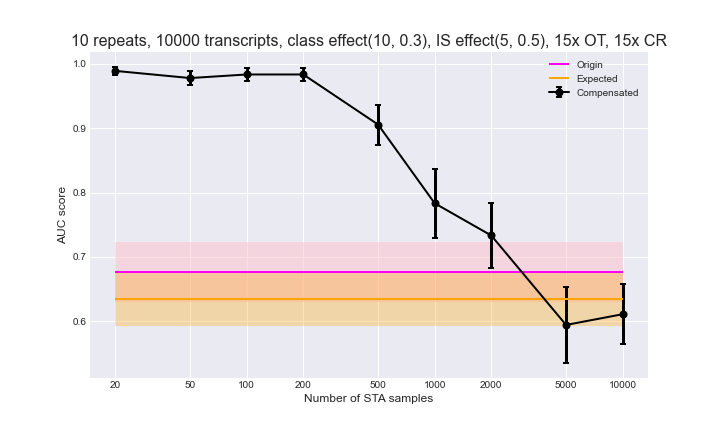 10 repeats, 10000 transcripts, class effect(10, 0.3), IS effect(5, 0.5), 15x OT, 15x CR
Origin
Expected
Compensated
1.0
0.9
0.8
0.7
0.6
AUC score
20 50 100 200 500 1000 2000 5000 10000
Number of STA samples